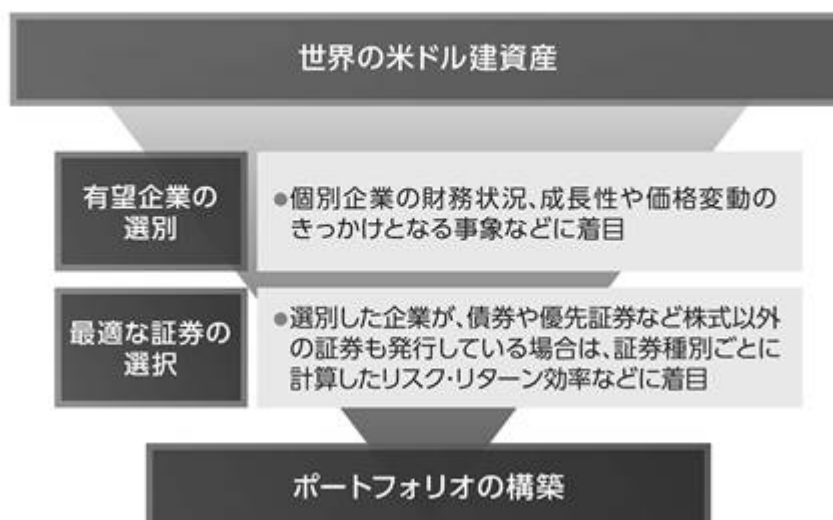 世界の米ドル建資産
有望企業の
選別
●個別企業の財務状況、成長性や価格変動の
きっかけとなる事象などに着目
最適な証券の
選択
●選別した企業が、債券や優先証券など株式以外
の証券も発行している場合は、証券種別ごとに
計算したリスク・リターン効率などに着目
ポートフォリオの構築